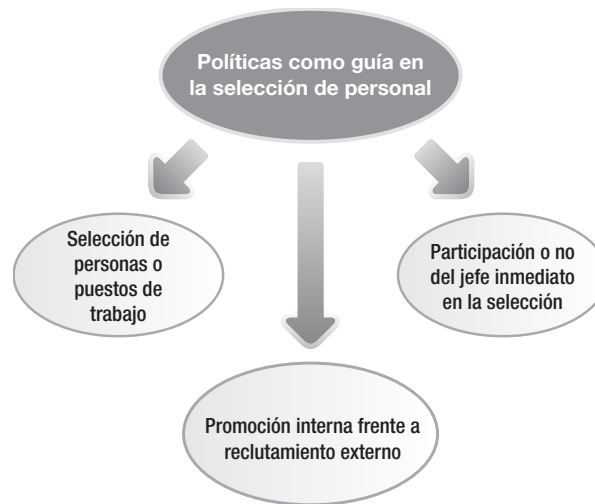 Políticas como guía en
la selección de personal
Selección de
personas o
puestos de
trabajo
Participación o no
del jefe inmediato
en la selección
Promoción interna frente a
reclutamiento externo